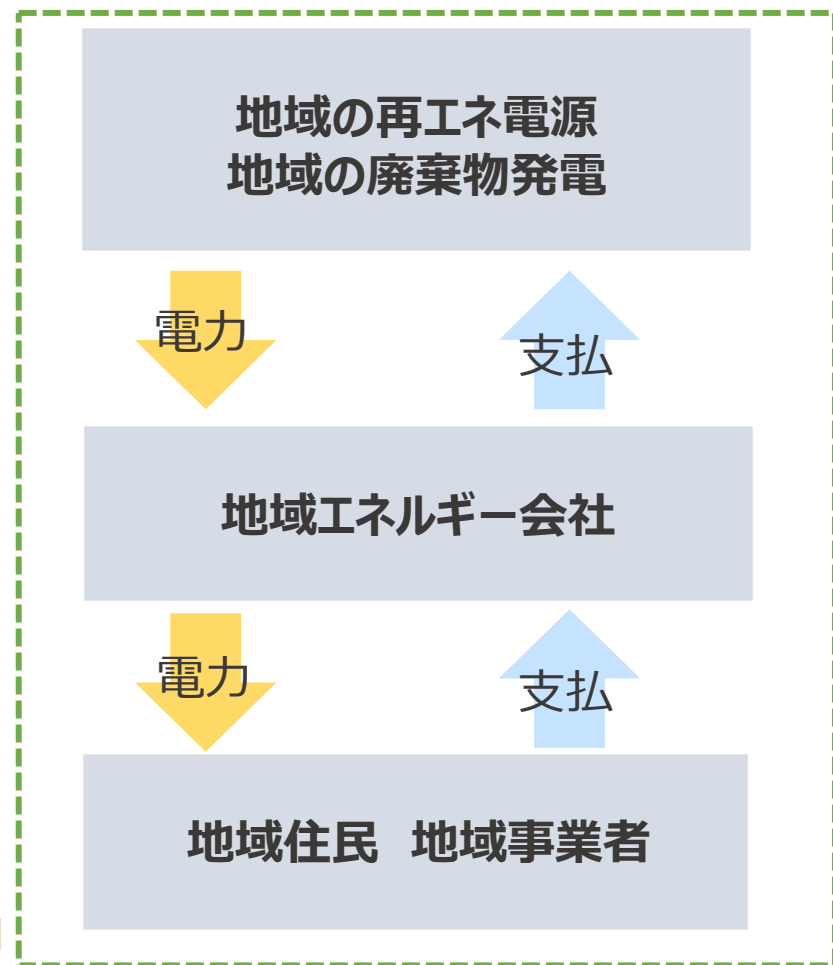 地域の再エネ電源
地域の廃棄物発電
電力
支払
地域エネルギー会社
電力
支払
地域住民 地域事業者